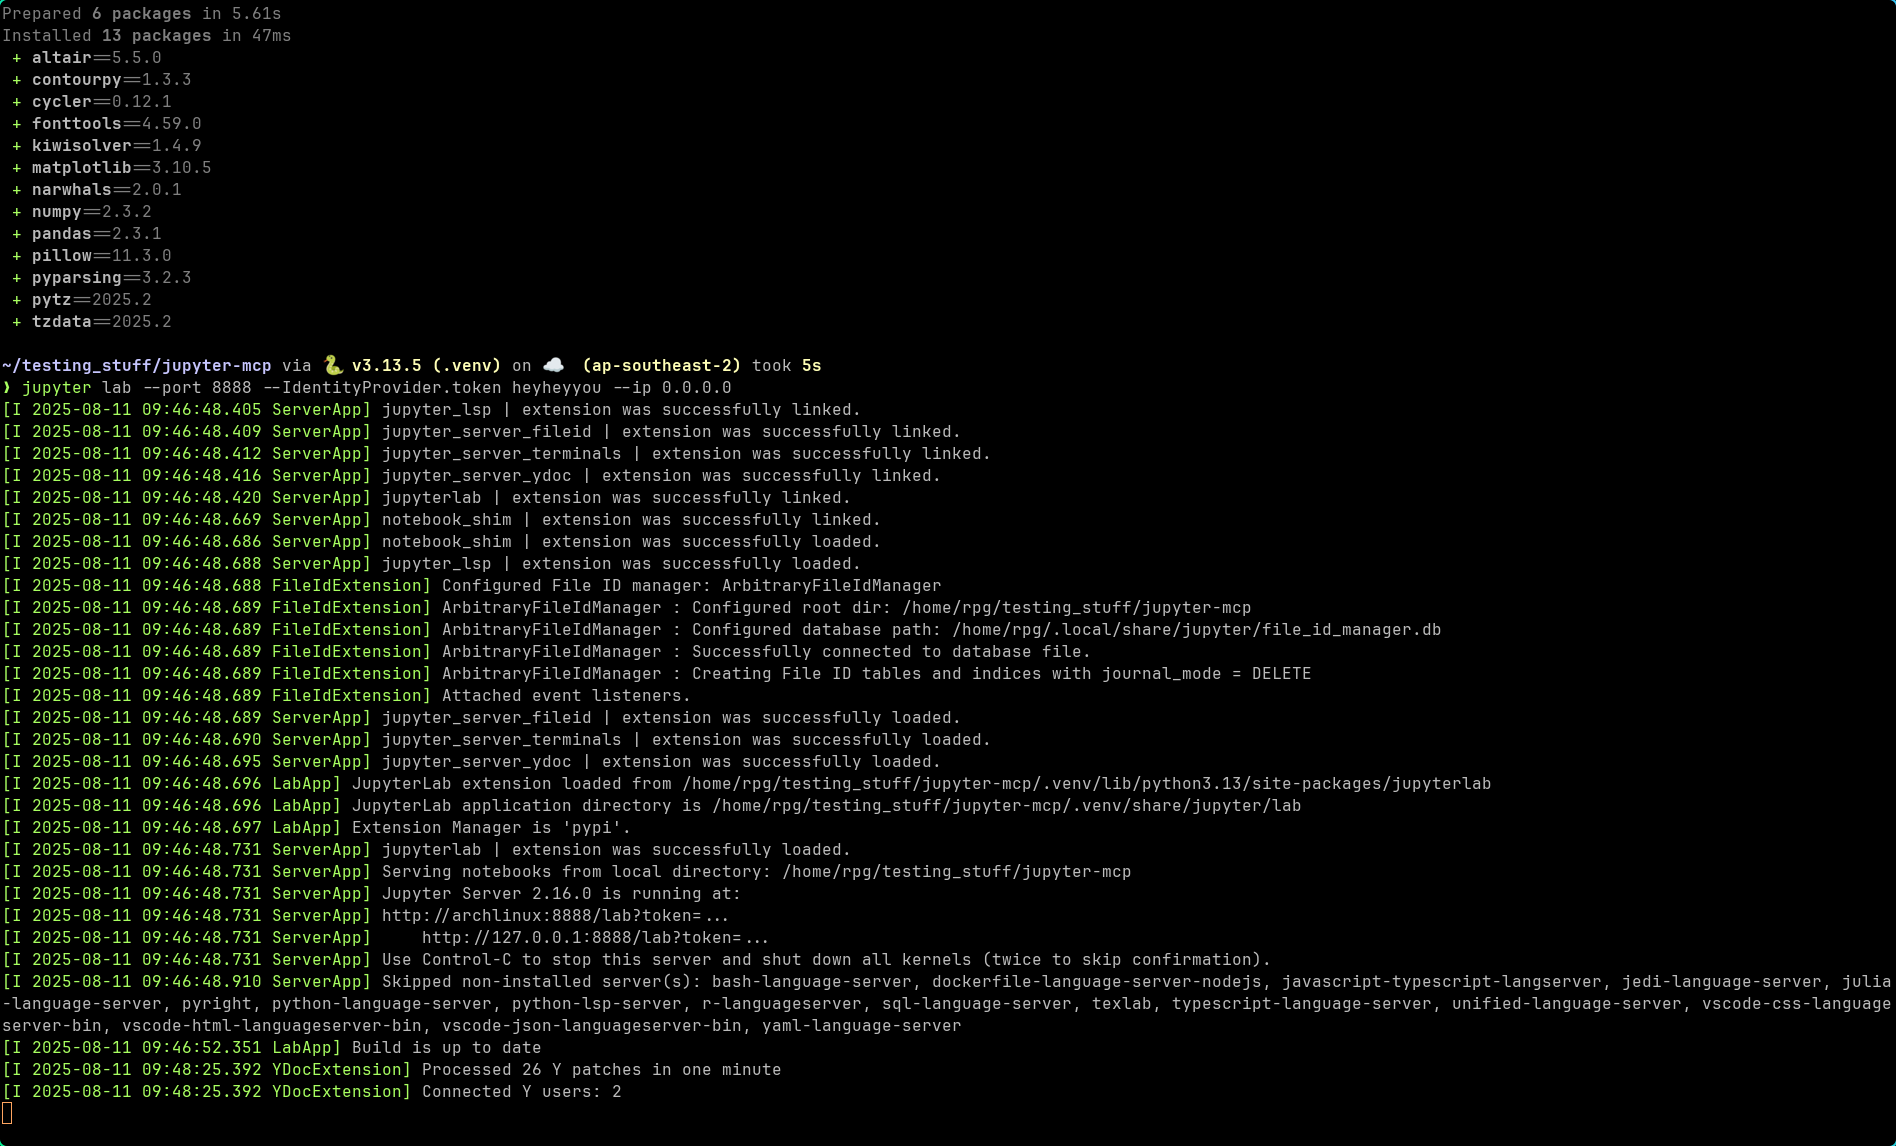 Prepared 6 packages in 5.61s
Installed 13 packages in 47ms
+ altair==5.5.0
+ contourpy==1.3.3
+ cycler==0.12.1
+ fonttools==4.59.0
+ kiwisolver==1.4.9
+ matplotlib==3.10.5
+ narwhals==2.0.1
+ numpy==2.3.2
+ pandas==2.3.1
+ pillow==11.3.0
+ pyparsing==3.2.3
+ pytz==2025.2
+ tzdata==2025.2
~/testing_stuff/jupyter-mcp via 🐍 v3.13.5 (.venv) on ☁️ (ap-southeast-2) took 5s
❯ jupyter lab --port 8888 --IdentityProvider.token heyheyyou --ip 0.0.0.0
[I 2025-08-11 09:46:48.405 ServerApp] jupyter_lsp | extension was successfully linked.
[I 2025-08-11 09:46:48.409 ServerApp] jupyter_server_fileid | extension was successfully linked.
[I 2025-08-11 09:46:48.412 ServerApp] jupyter_server_terminals | extension was successfully linked.
[I 2025-08-11 09:46:48.416 ServerApp] jupyter_server_ydoc | extension was successfully linked.
[I 2025-08-11 09:46:48.420 ServerApp] jupyterlab | extension was successfully linked.
[I 2025-08-11 09:46:48.669 ServerApp] notebook_shim | extension was successfully linked.
[I 2025-08-11 09:46:48.686 ServerApp] notebook_shim | extension was successfully loaded.
[I 2025-08-11 09:46:48.688 ServerApp] jupyter_lsp | extension was successfully loaded.
[I 2025-08-11 09:46:48.688 FileIdExtension] Configured File ID manager: ArbitraryFileIdManager
[I 2025-08-11 09:46:48.689 FileIdExtension] ArbitraryFileIdManager : Configured root dir: /home/rpg/testing_stuff/jupyter-mcp
[I 2025-08-11 09:46:48.689 FileIdExtension] ArbitraryFileIdManager : Configured database path: /home/rpg/.local/share/jupyter/file_id_manager.db
[I 2025-08-11 09:46:48.689 FileIdExtension] ArbitraryFileIdManager : Successfully connected to database file.
[I 2025-08-11 09:46:48.689 FileIdExtension] ArbitraryFileIdManager : Creating File ID tables and indices with journal_mode = DELETE
[I 2025-08-11 09:46:48.689 FileIdExtension] Attached event listeners.
[I 2025-08-11 09:46:48.689 ServerApp] jupyter_server_fileid | extension was successfully loaded.
[I 2025-08-11 09:46:48.690 ServerApp] jupyter_server_terminals | extension was successfully loaded.
[I 2025-08-11 09:46:48.695 ServerApp] jupyter_server_ydoc | extension was successfully loaded.
[I 2025-08-11 09:46:48.696 LabApp] JupyterLab extension loaded from /home/rpg/testing_stuff/jupyter-mcp/.venv/lib/python3.13/site-packages/jupyterlab
[I 2025-08-11 09:46:48.696 LabApp] JupyterLab application directory is /home/rpg/testing_stuff/jupyter-mcp/.venv/share/jupyter/lab
[I 2025-08-11 09:46:48.697 LabApp] Extension Manager is 'pypi'.
[I 2025-08-11 09:46:48.731 ServerApp] jupyterlab | extension was successfully loaded.
[I 2025-08-11 09:46:48.731 ServerApp] Serving notebooks from local directory: /home/rpg/testing_stuff/jupyter-mcp
[I 2025-08-11 09:46:48.731 ServerApp] Jupyter Server 2.16.0 is running at:
[I 2025-08-11 09:46:48.731 ServerApp] http://archlinux:8888/lab?token=...
[I 2025-08-11 09:46:48.731 ServerApp]     http://127.0.0.1:8888/lab?token=...
[I 2025-08-11 09:46:48.731 ServerApp] Use Control-C to stop this server and shut down all kernels (twice to skip confirmation).
[I 2025-08-11 09:46:48.910 ServerApp] Skipped non-installed server(s): bash-language-server, dockerfile-language-server-nodejs, javascript-typescript-langserver, jedi-language-server, julia
-language-server, pyright, python-language-server, python-lsp-server, r-languageserver, sql-language-server, texlab, typescript-language-server, unified-language-server, vscode-css-language
server-bin, vscode-html-languageserver-bin, vscode-json-languageserver-bin, yaml-language-server
[I 2025-08-11 09:46:52.351 LabApp] Build is up to date
[I 2025-08-11 09:48:25.392 YDocExtension] Processed 26 Y patches in one minute
[I 2025-08-11 09:48:25.392 YDocExtension] Connected Y users: 2